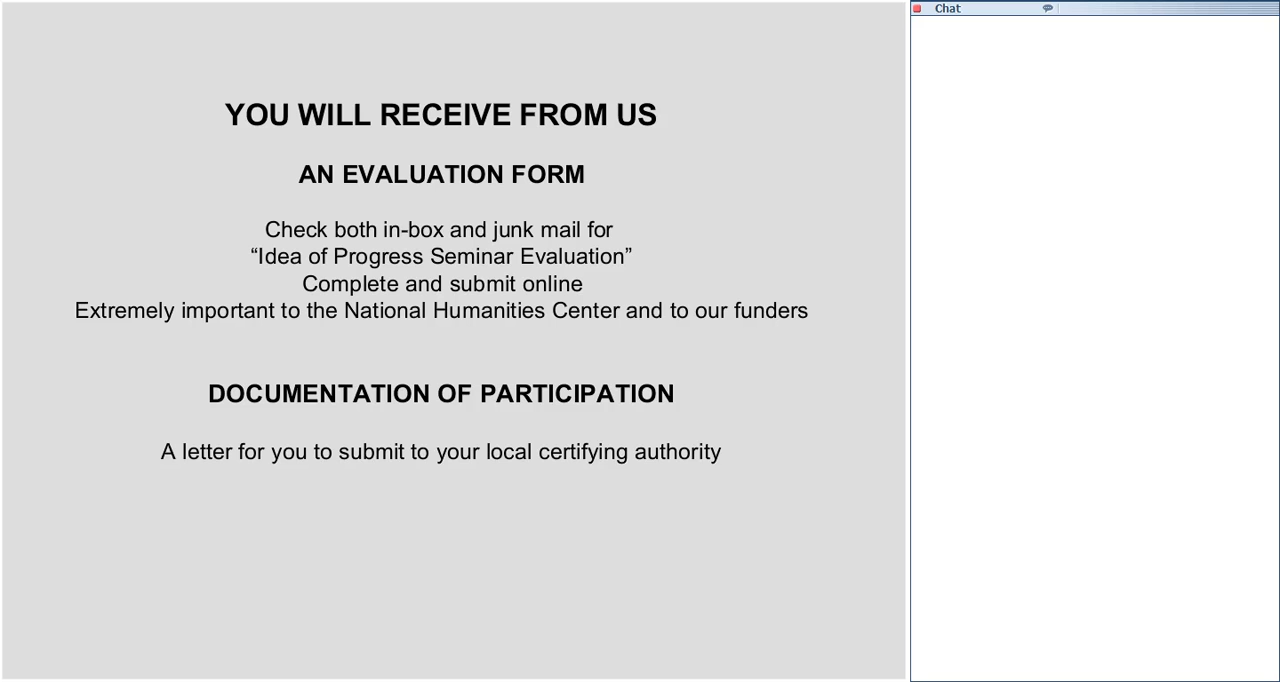 YOU WILL RECEIVE FROM US
AN EVALUATION FORM
Check both in-box and junk mail for
“Idea of Progress Seminar Evaluation”
Complete and submit online
Extremely important to the National Humanities Center and to our funders
DOCUMENTATION OF PARTICIPATION
A letter for you to submit to your local certifying authority
Chat